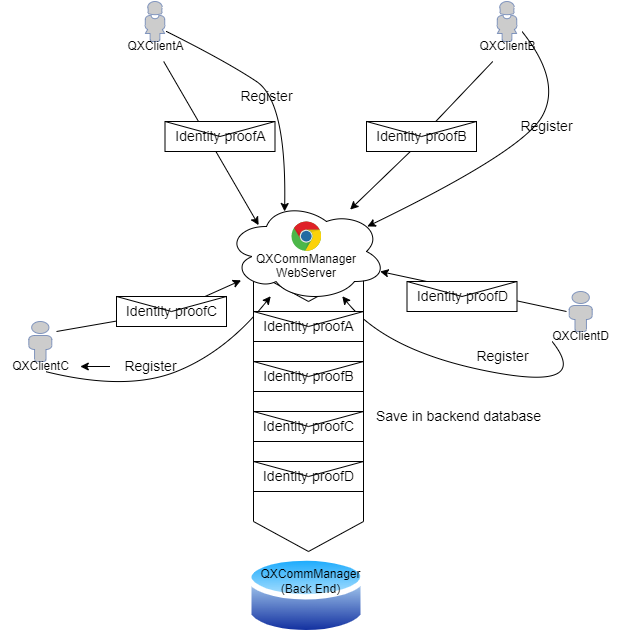 QXClientA
QXClientB
Register
Register
Identity proofA
Identity proofB
QXCommManager
WebServer
Identity proofC
Identity proofD
QXClientC
QXClientD
Register
Register
Identity proofA
Identity proofB
Identity proofC
Identity proofD
Save in backend database
QXCommManager
(Back End)